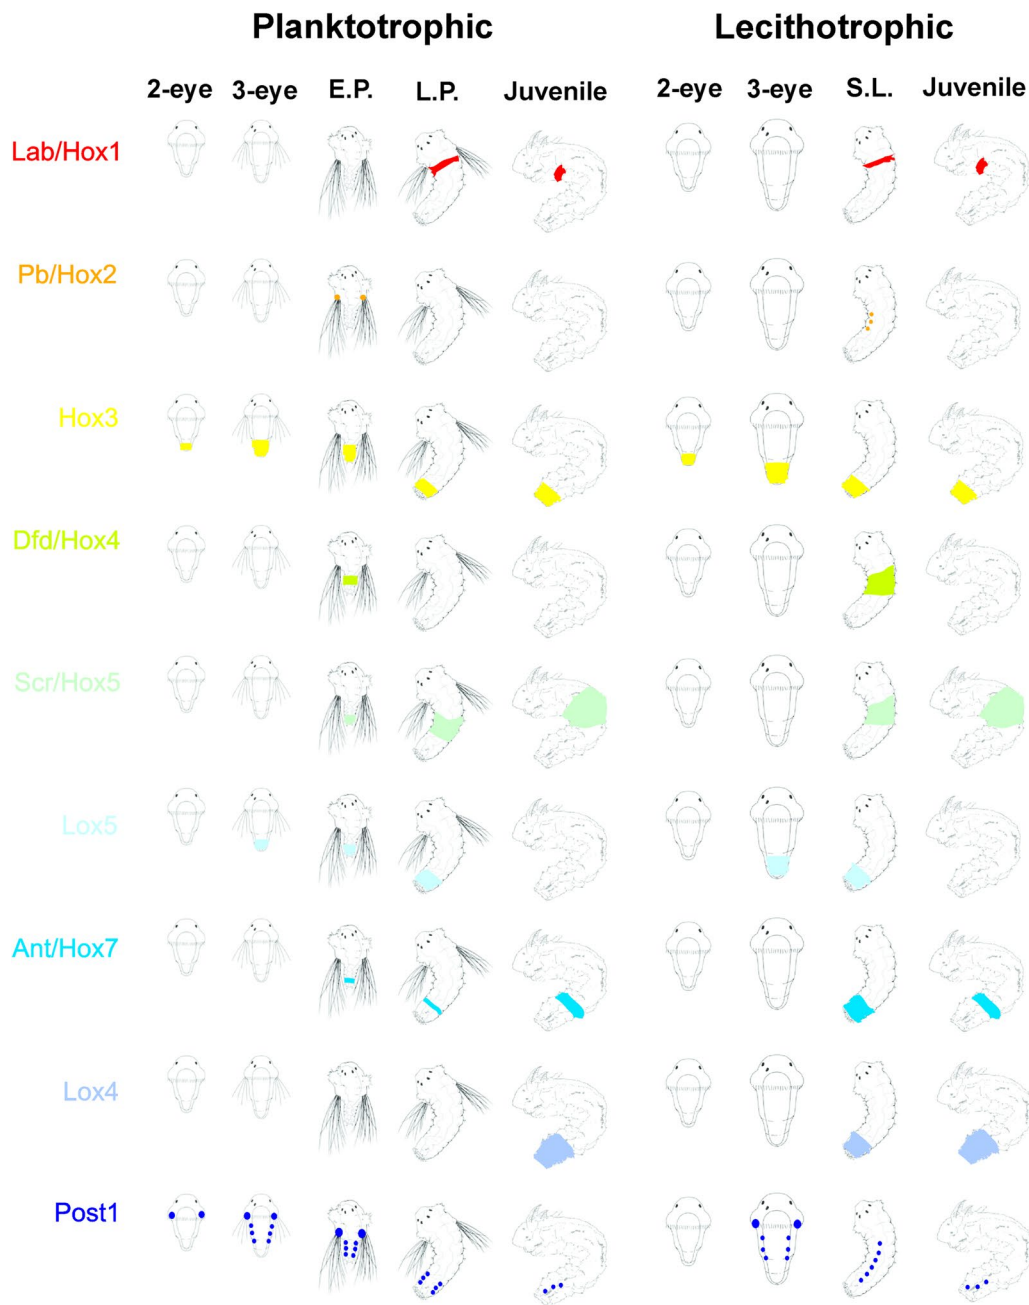 Planktotrophic Lecithotrophic
2-eye 3-eye E.P. L.P. Juvenile 2-eye 3-eye S.L. Juvenile
Lab/Hox1
Pb/Hox2
Hox3
Dfd/Hox4
Scr/Hox5
Lox5
Ant/Hox7
Lox4
Post1